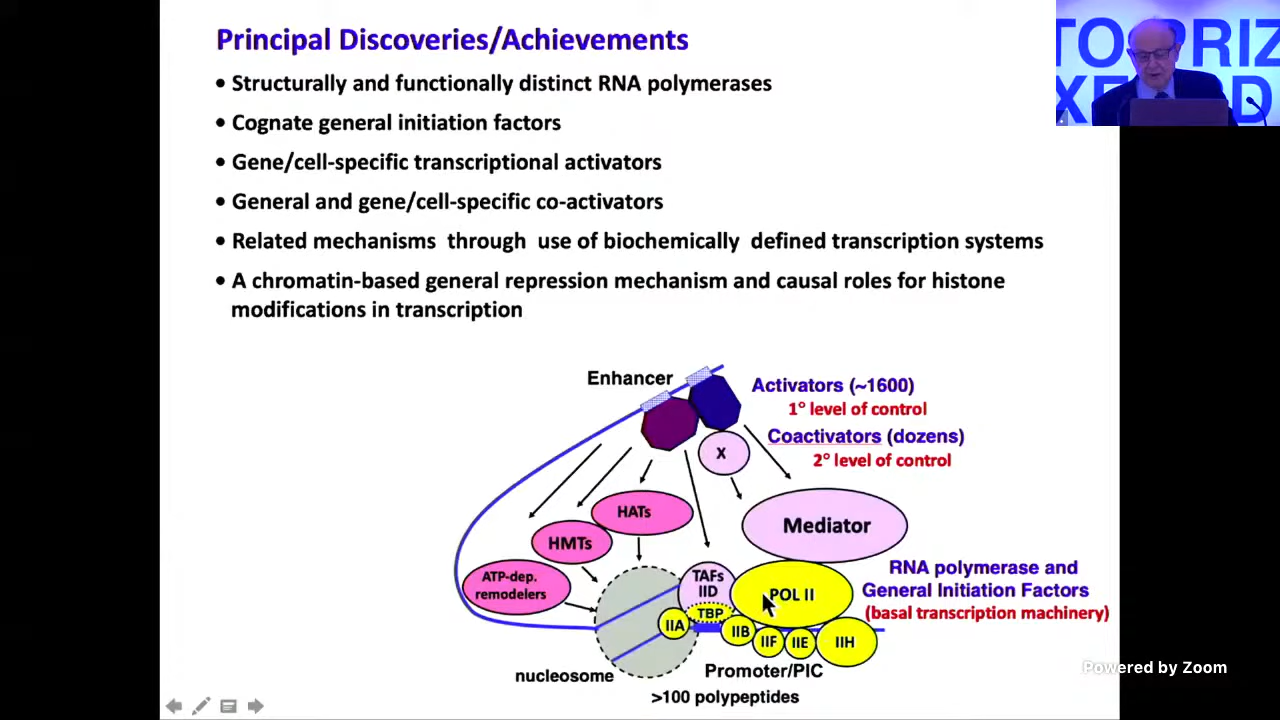 Principal Discoveries/Achievements
• Structurally and functionally distinct RNA polymerases
• Cognate general initiation factors
• Gene/cell-specific transcriptional activators
• General and gene/cell-specific co-activators
• Related mechanisms through use of biochemically defined transcription systems
• A chromatin-based general repression mechanism and causal roles for histone
modifications in transcription
TO PRIZ
XF RD
Enhancer
Activators (~1600)
1° level of control
Coactivators (dozens)
2° level of control
X
HATs
Mediator
HMTs
ATP-dep.
remodelers
TAFs
IID
TBP
POL II
RNA polymerase and
General Initiation Factors
(basal transcription machinery)
IIA
IIB
IIF
IIE
IIH
nucleosome
Promoter/PIC
>100 polypeptides
Powered by Zoom